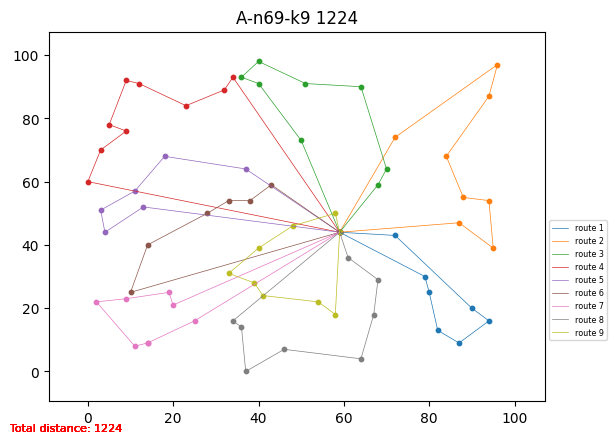 A-n69-k9 1224
100
80
60
40
20
0
0 20 40 60 80 100
route 1
route 2
route 3
route 4
route 5
route 6
route 7
route 8
route 9
Total distance: 1224